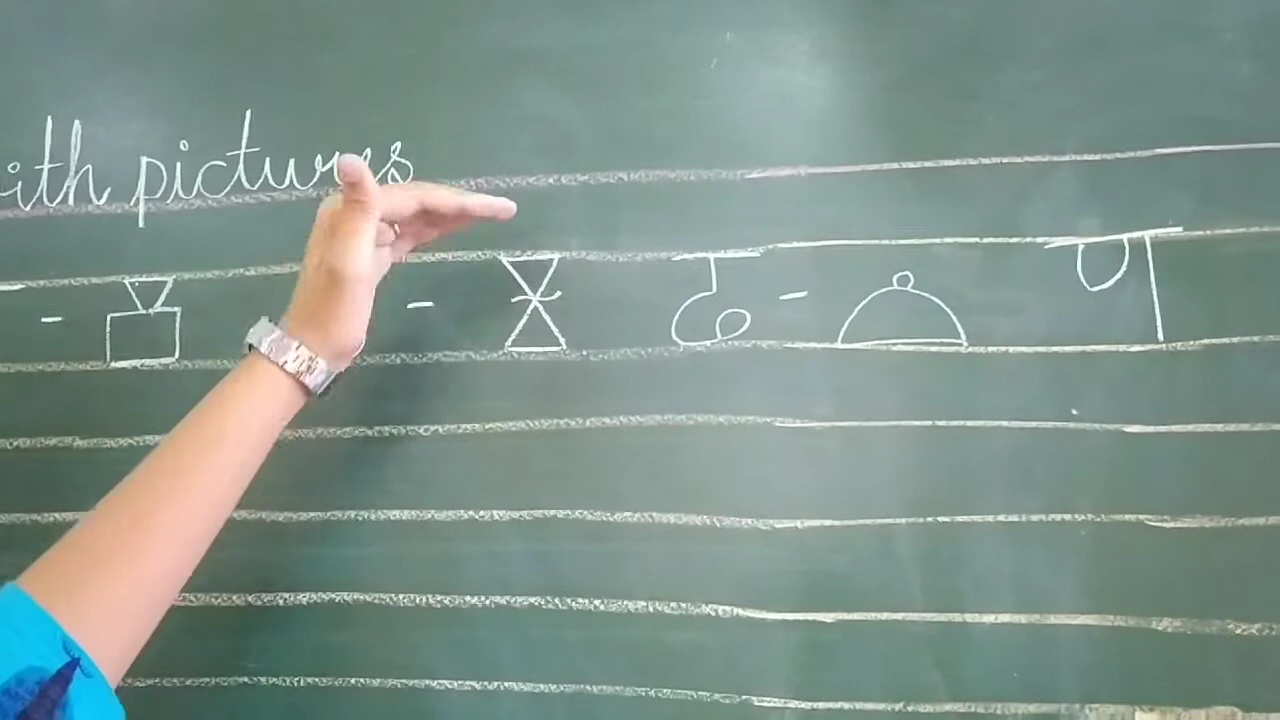 ith pictures
- - ढ - ण